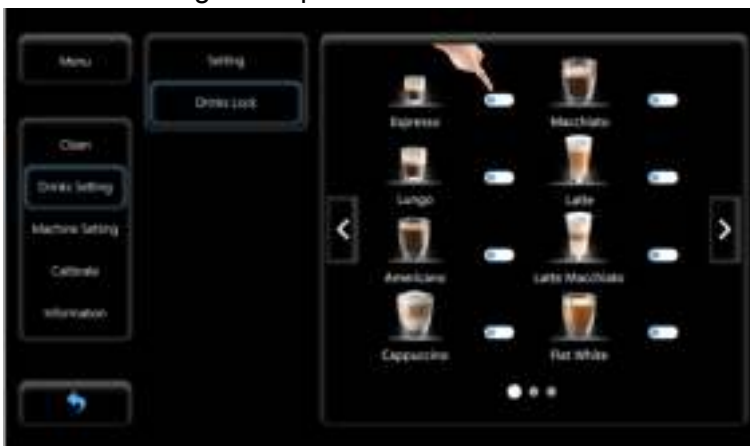 Menu
Setting
Drinks Lock
Clean
Drinks Setting
Machine Setting
Calibrate
Information
Espresso
Macchiato
Lungo
Latte
Americano
Latte Macchiato
Cappuccino
Flat White